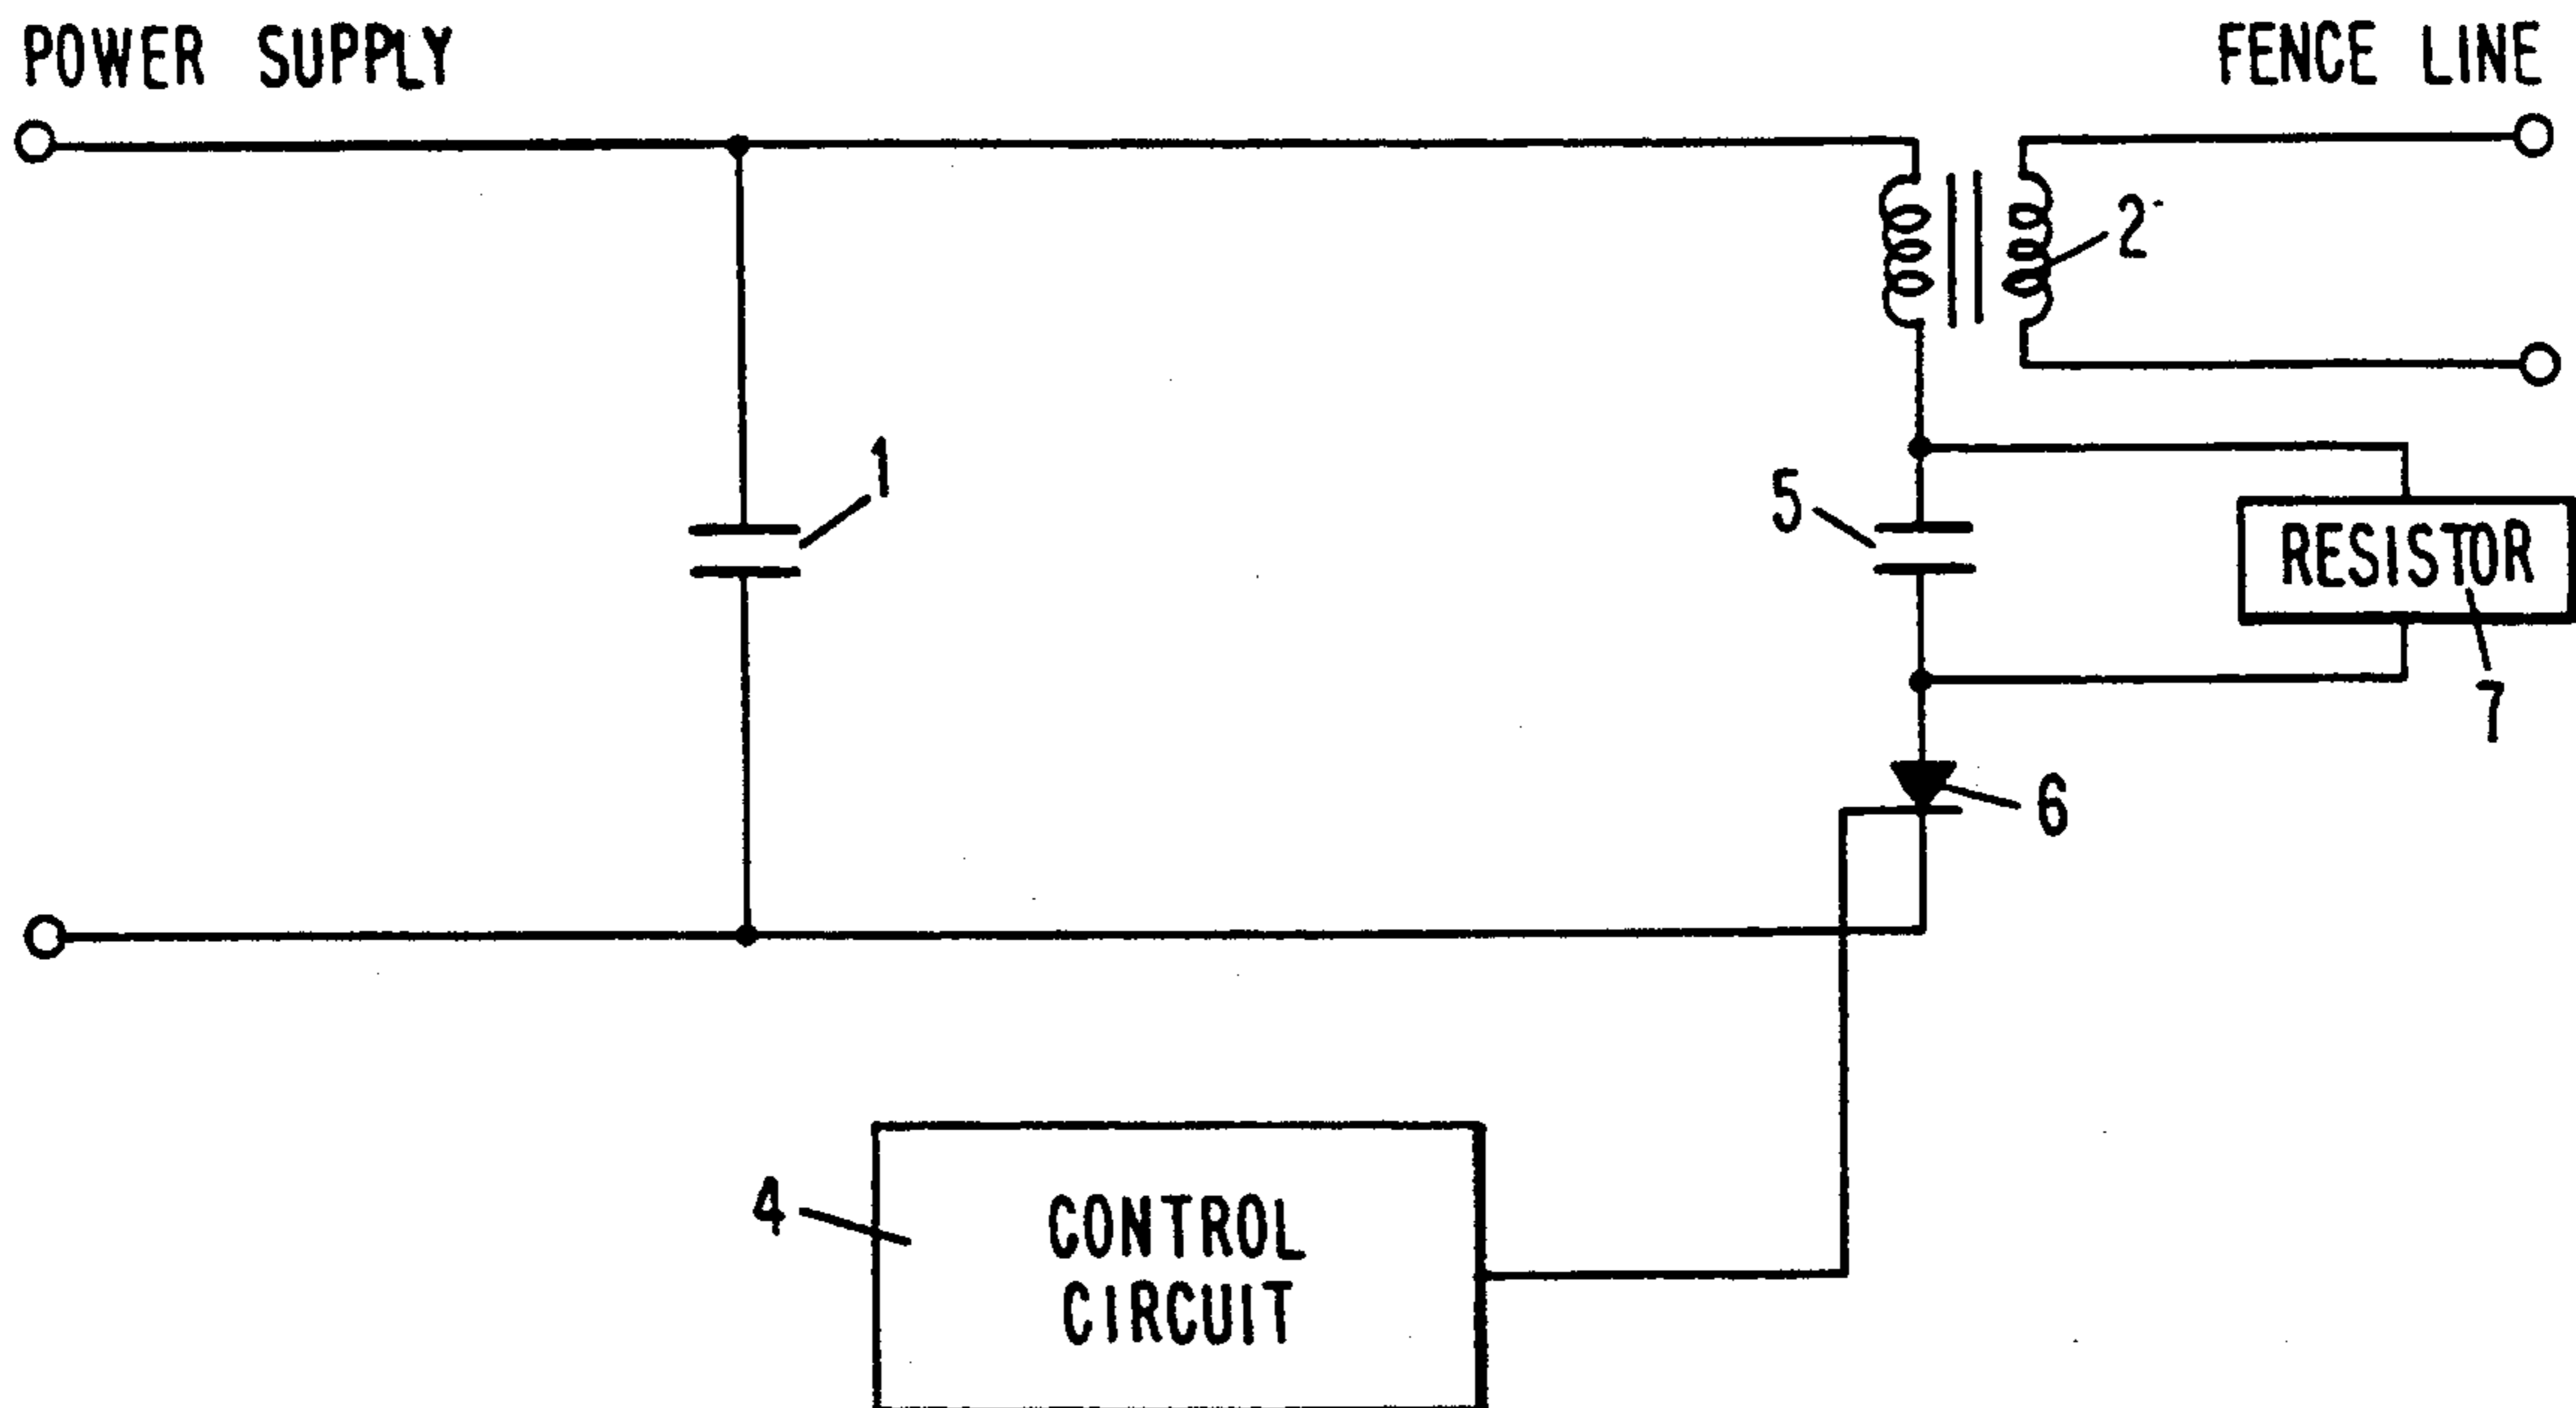 POWER SUPPLY
FENCE LINE
2
1
5
RESISTOR
7
6
4
CONTROL
CIRCUIT